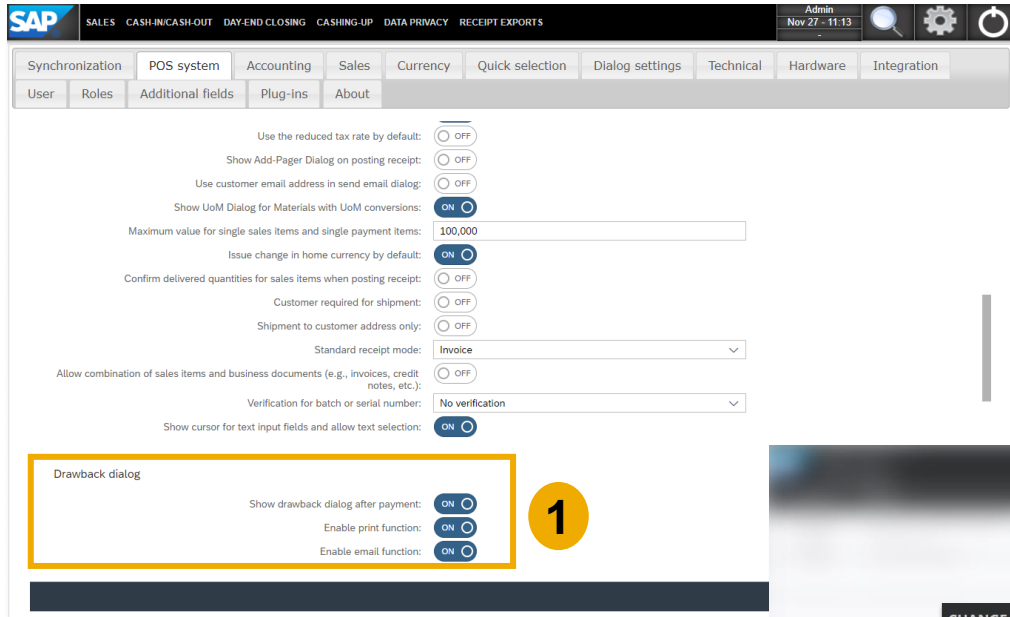 SAP SALES CASH-IN/CASH-OUT DAY-END CLOSING CASHING-UP DATA PRIVACY RECEIPT EXPORTS
Admin
Nov 27 - 11:13
-
Synchronization POS system Accounting Sales Currency Quick selection Dialog settings Technical Hardware Integration
User Roles Additional fields Plug-ins About
Use the reduced tax rate by default: OFF
Show Add-Pager Dialog on posting receipt: OFF
Use customer email address in send email dialog: OFF
Show UoM Dialog for Materials with UoM conversions: ON
Maximum value for single sales items and single payment items: 100,000
Issue change in home currency by default: ON
Confirm delivered quantities for sales items when posting receipt: OFF
Customer required for shipment: OFF
Shipment to customer address only: OFF
Standard receipt mode: Invoice
Allow combination of sales items and business documents (e.g., invoices, credit OFF
notes, etc.):
Verification for batch or serial number: No verification
Show cursor for text input fields and allow text selection: ON
Drawback dialog
Show drawback dialog after payment: ON
Enable print function: ON
Enable email function: ON
1